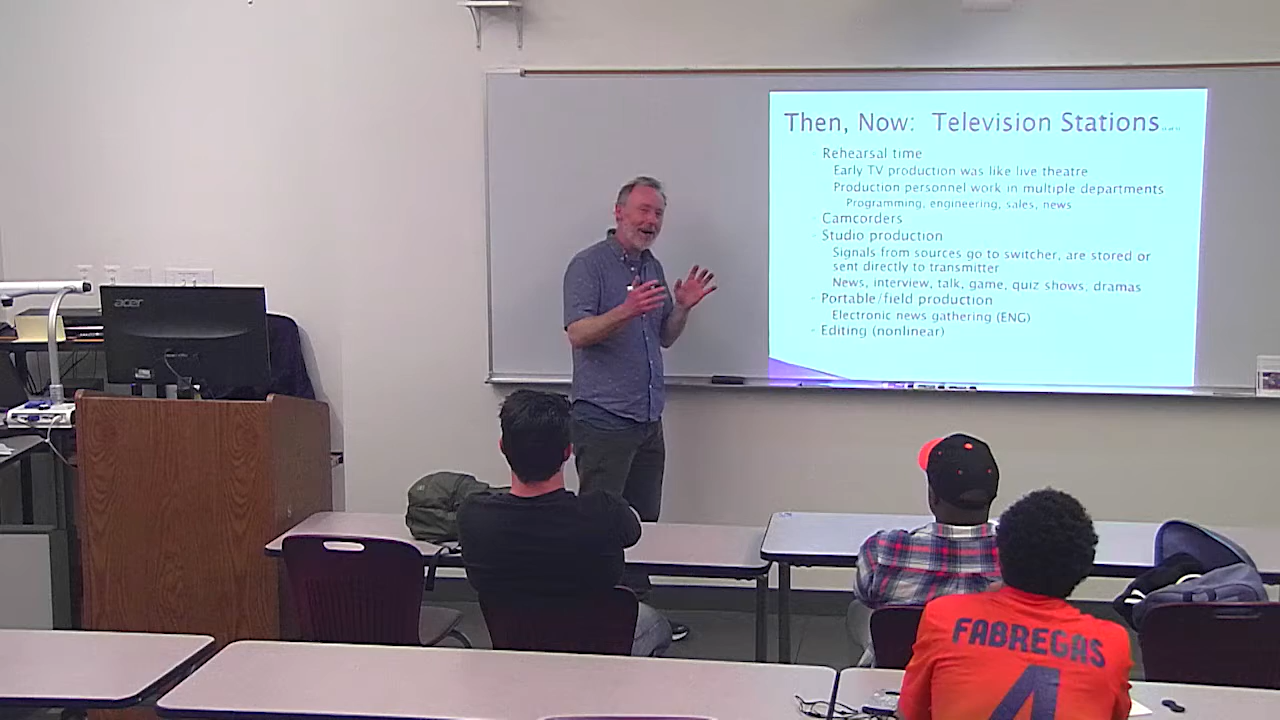 Then, Now: Television Stations
Rehearsal time
Early TV production was like live theatre
Production personnel work in multiple departments
Programming, engineering, sales, news
Camcorders
Studio production
Signals from sources go to switcher, are stored or
sent directly to transmitter
News, interview, talk, game, quiz shows, dramas
Portable/field production
Electronic news gathering (ENG)
Editing (nonlinear)
acer
FABREGAS
4